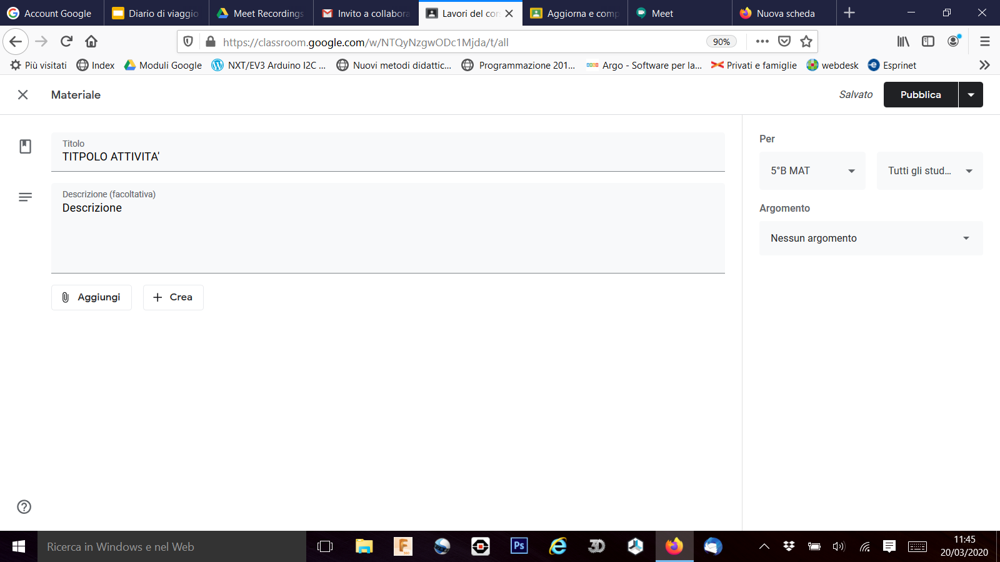 Account Google
Diario di viaggio
Meet Recordings
Invito a collabora
Lavori del cor
Aggiorna e comp
Meet
Nuova scheda
https://classroom.google.com/w/NTQyNzgwODc1Mjda/t/all
90%
Più visitati
Index
Moduli Google
NXT/EV3 Arduino I2C ...
Nuovi metodi didattic...
Programmazione 201...
Argo - Software per la...
Privati e famiglie
webdesk
Esprinet
Materiale
Salvato
Pubblica
Titolo
TITPOLO ATTIVITA'
Descrizione (facoltativa)
Descrizione
Aggiungi
Crea
Per
5°B MAT
Tutti gli stud...
Argomento
Nessun argomento
Ricerca in Windows e nel Web
F
360
Ps
3D
11:45
20/03/2020